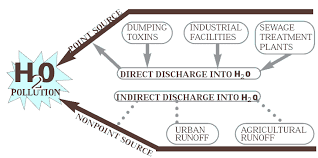 POINT SOURCE
DUMPING
TOXINS
INDUSTRIAL
FACILITIES
SEWAGE
TREATMENT
PLANTS
DIRECT DISCHARGE INTO H2O
H2O
POLLUTION
INDIRECT DISCHARGE INTO H2O
NONPOINT SOURCE
URBAN
RUNOFF
AGRICULTURAL
RUNOFF